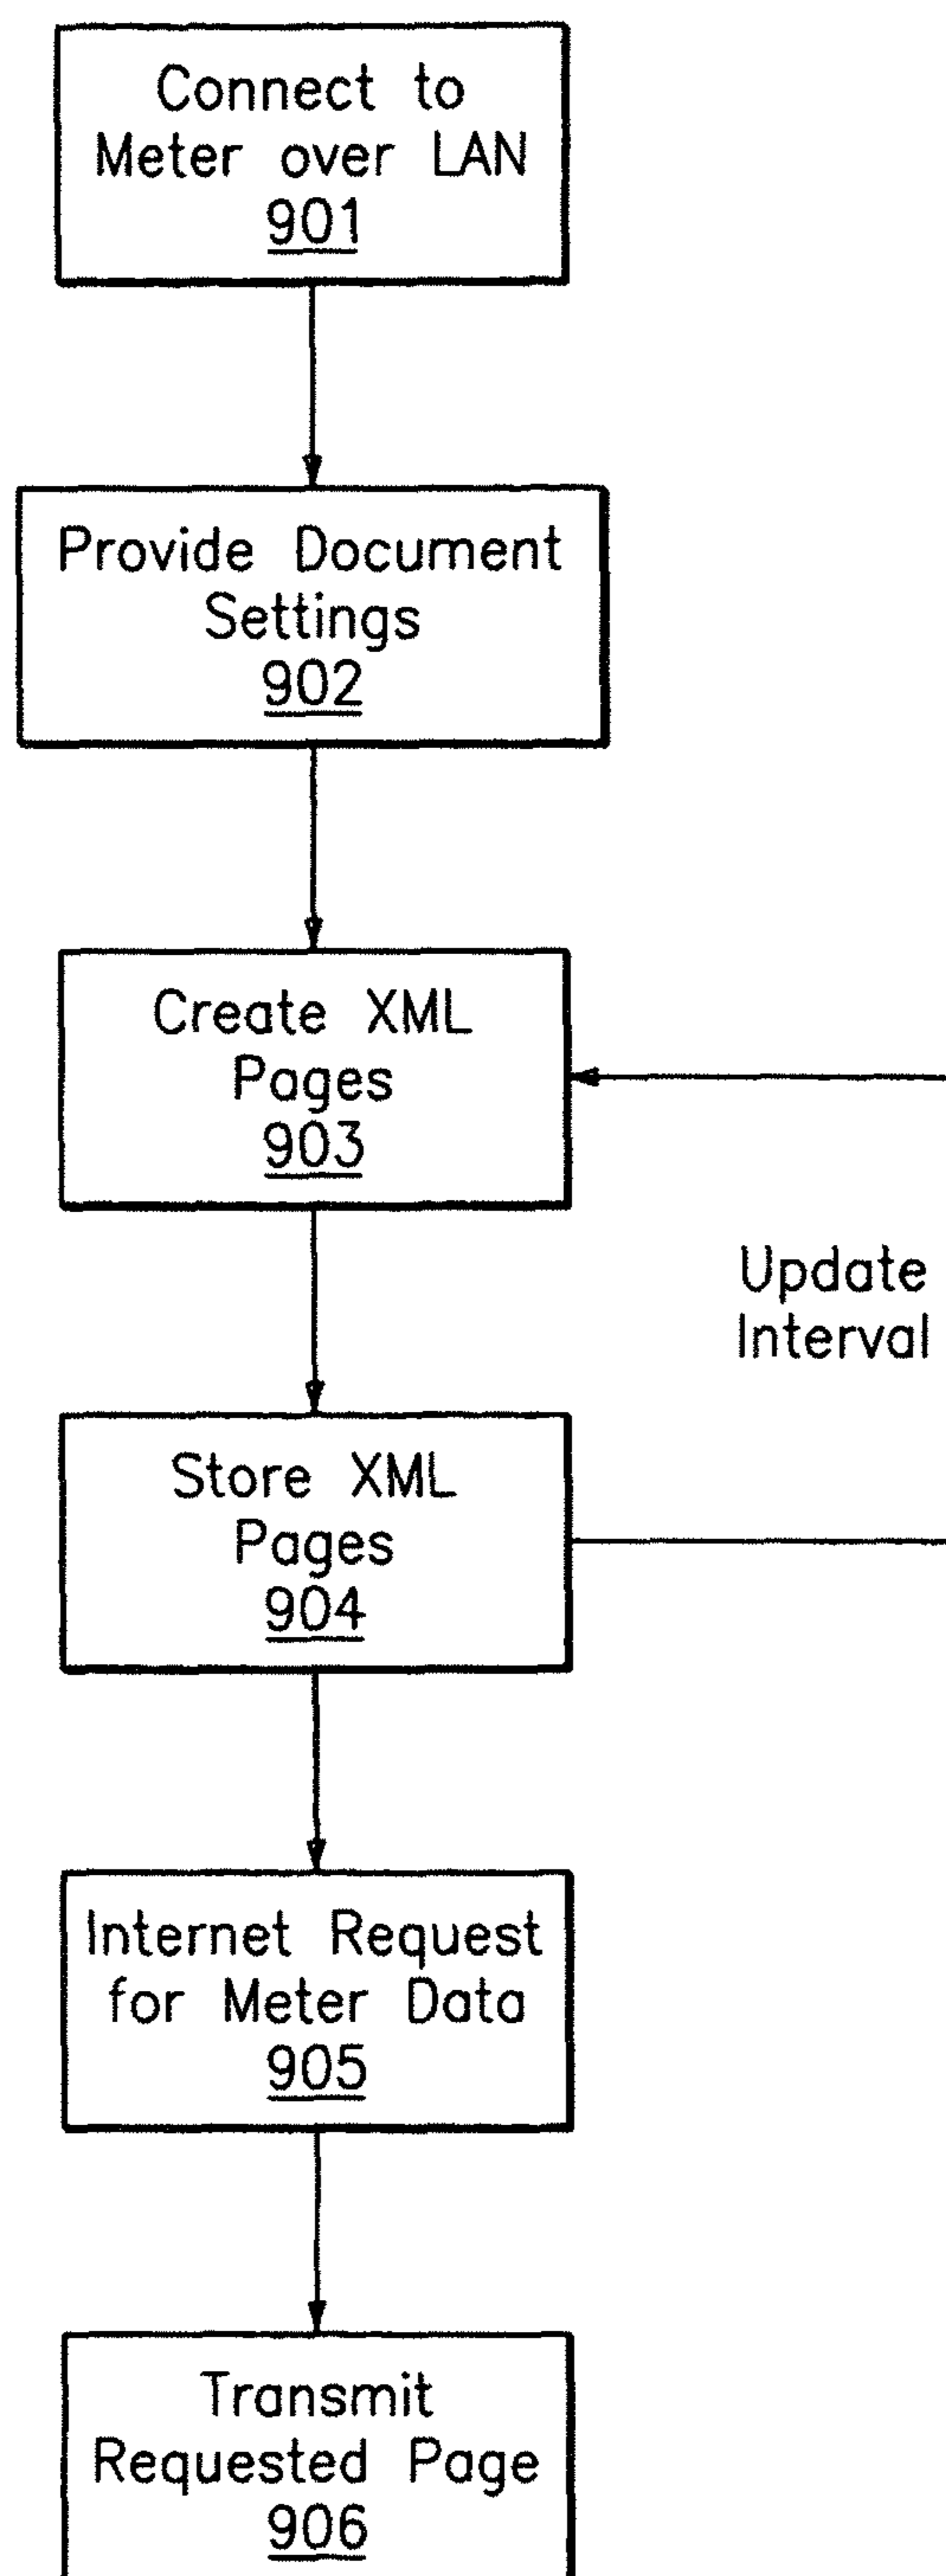 Connect to
Meter over LAN
901
Provide Document
Settings
902
Create XML
Pages
903
Update
Interval
Store XML
Pages
904
Internet Request
for Meter Data
905
Transmit
Requested Page
906